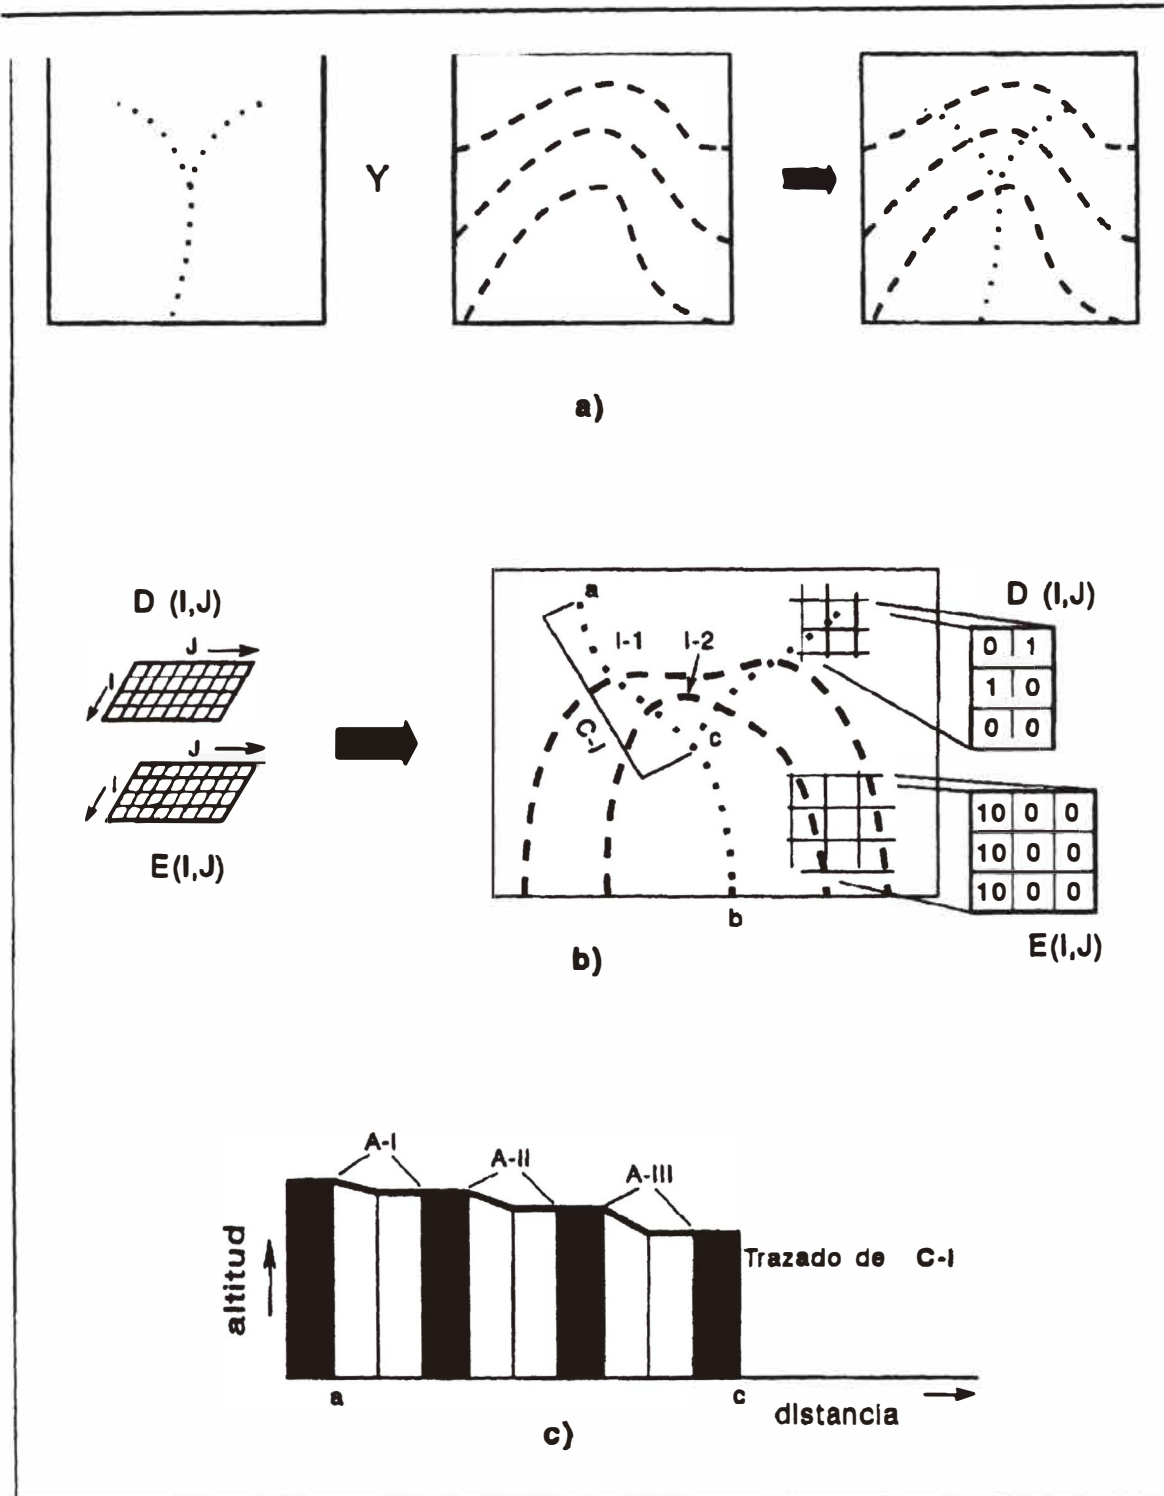 Y
a)
D (I,J)
J
I
J
I
E(I,J)
a
I-1
I-2
C-I
c
b
D (I,J)
0 1
1 0
0 0
10 0 0
10 0 0
10 0 0
E(I,J)
b)
A-I
A-II
A-III
altitud
Trazado de C-I
a
c
distancia
c)